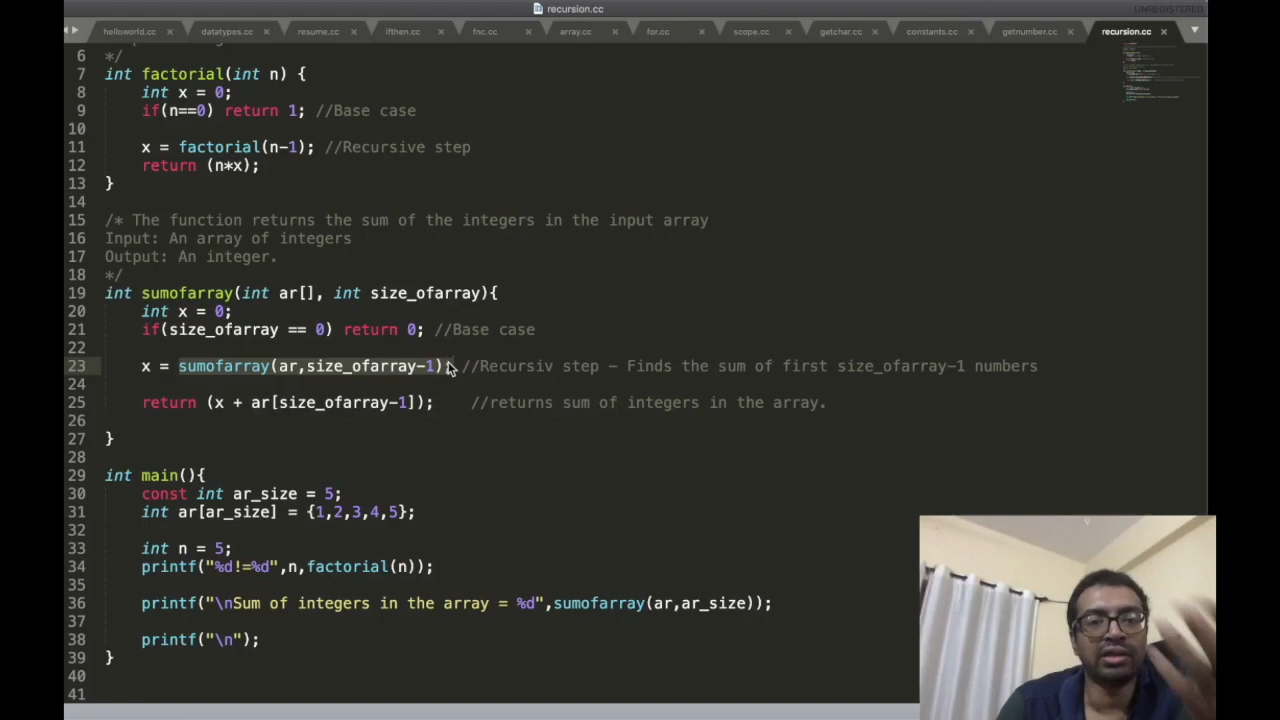 recursion.cc
UNREGISTERED
helloworld.cc × datatypes.cc × resume.cc × ifthen.cc × fnc.cc × array.cc × for.cc × scope.cc × getchar.cc × constants.cc × getnumber.cc × recursion.cc ×
6 */
7 int factorial(int n) {
8 int x = 0;
9 if(n==0) return 1; //Base case
10
11 x = factorial(n-1); //Recursive step
12 return (n*x);
13 }
14
15 /* The function returns the sum of the integers in the input array
16 Input: An array of integers
17 Output: An integer.
18 */
19 int sumofarray(int ar[], int size_ofarray){
20 int x = 0;
21 if(size_ofarray == 0) return 0; //Base case
22
23 x = sumofarray(ar,size_ofarray-1); //Recursiv step - Finds the sum of first size_ofarray-1 numbers
24
25 return (x + ar[size_ofarray-1]); //returns sum of integers in the array.
26
27 }
28
29 int main(){
30 const int ar_size = 5;
31 int ar[ar_size] = {1,2,3,4,5};
32
33 int n = 5;
34 printf("%d!=%d",n,factorial(n));
35
36 printf("\nSum of integers in the array = %d",sumofarray(ar,ar_size));
37
38 printf("\n");
39 }
40
41